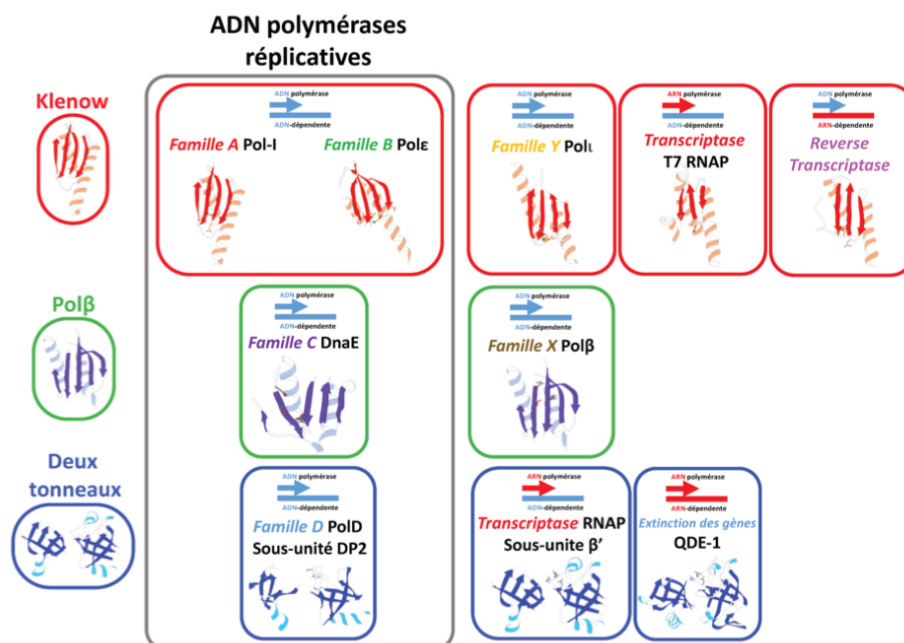 ADN polymérases
réplicatives
Klenow
ADN polymérase
ADN-dépendente
Famille A Pol-I
Famille B Polε
ADN polymérase
ADN-dépendente
Famille Y Polι
ARN polymérase
ADN-dépendente
Transcriptase
T7 RNAP
ADN polymérase
ARN-dépendente
Reverse
Transcriptase
Polβ
ADN polymérase
ADN-dépendente
Famille C DnaE
ADN polymérase
ADN-dépendente
Famille X Polβ
Deux
tonneaux
ADN polymérase
ADN-dépendente
Famille D PolD
Sous-unité DP2
ARN polymérase
ADN-dépendente
Transcriptase RNAP
Sous-unite β’
ARN polymérase
ARN-dépendente
Extinction des gènes
QDE-1